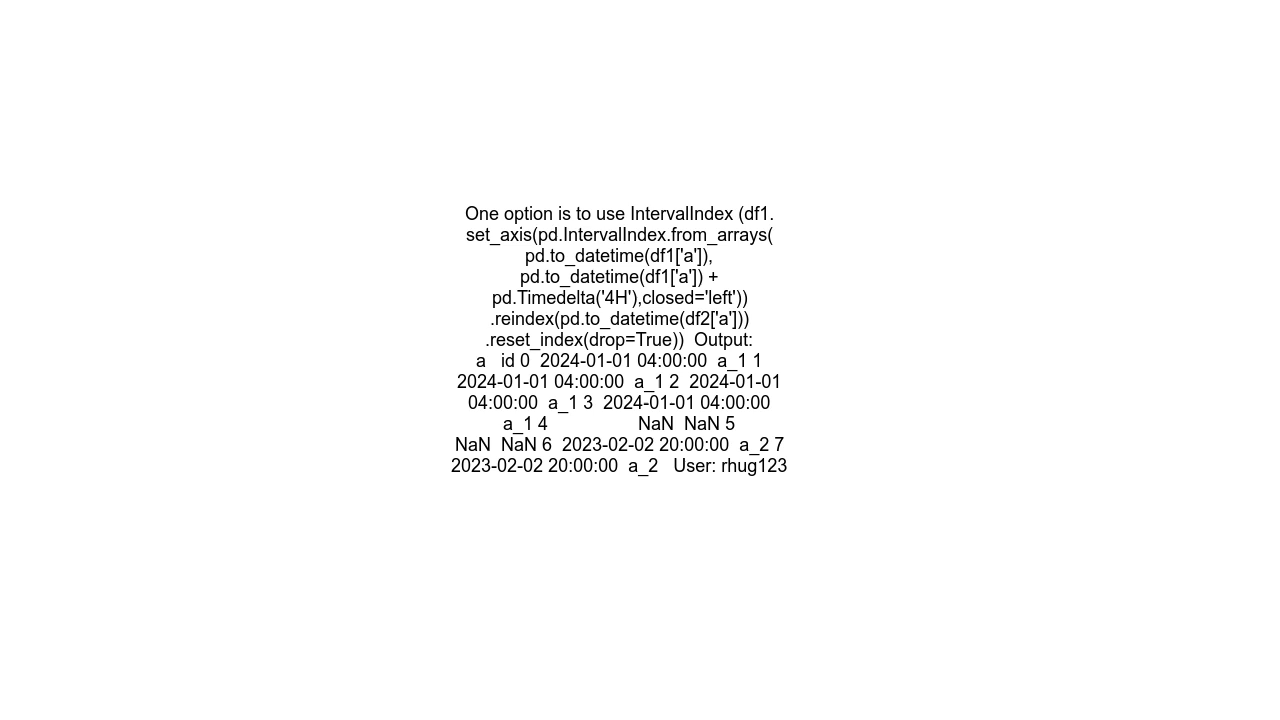 One option is to use IntervalIndex (df1.
set_axis(pd.IntervalIndex.from_arrays(
pd.to_datetime(df1['a']),
pd.to_datetime(df1['a']) +
pd.Timedelta('4H'),closed='left'))
.reindex(pd.to_datetime(df2['a']))
.reset_index(drop=True))  Output:
a   id 0  2024-01-01 04:00:00  a_1 1
2024-01-01 04:00:00  a_1 2  2024-01-01
04:00:00  a_1 3  2024-01-01 04:00:00
a_1 4                  NaN  NaN 5
NaN  NaN 6  2023-02-02 20:00:00  a_2 7
2023-02-02 20:00:00  a_2   User: rhug123